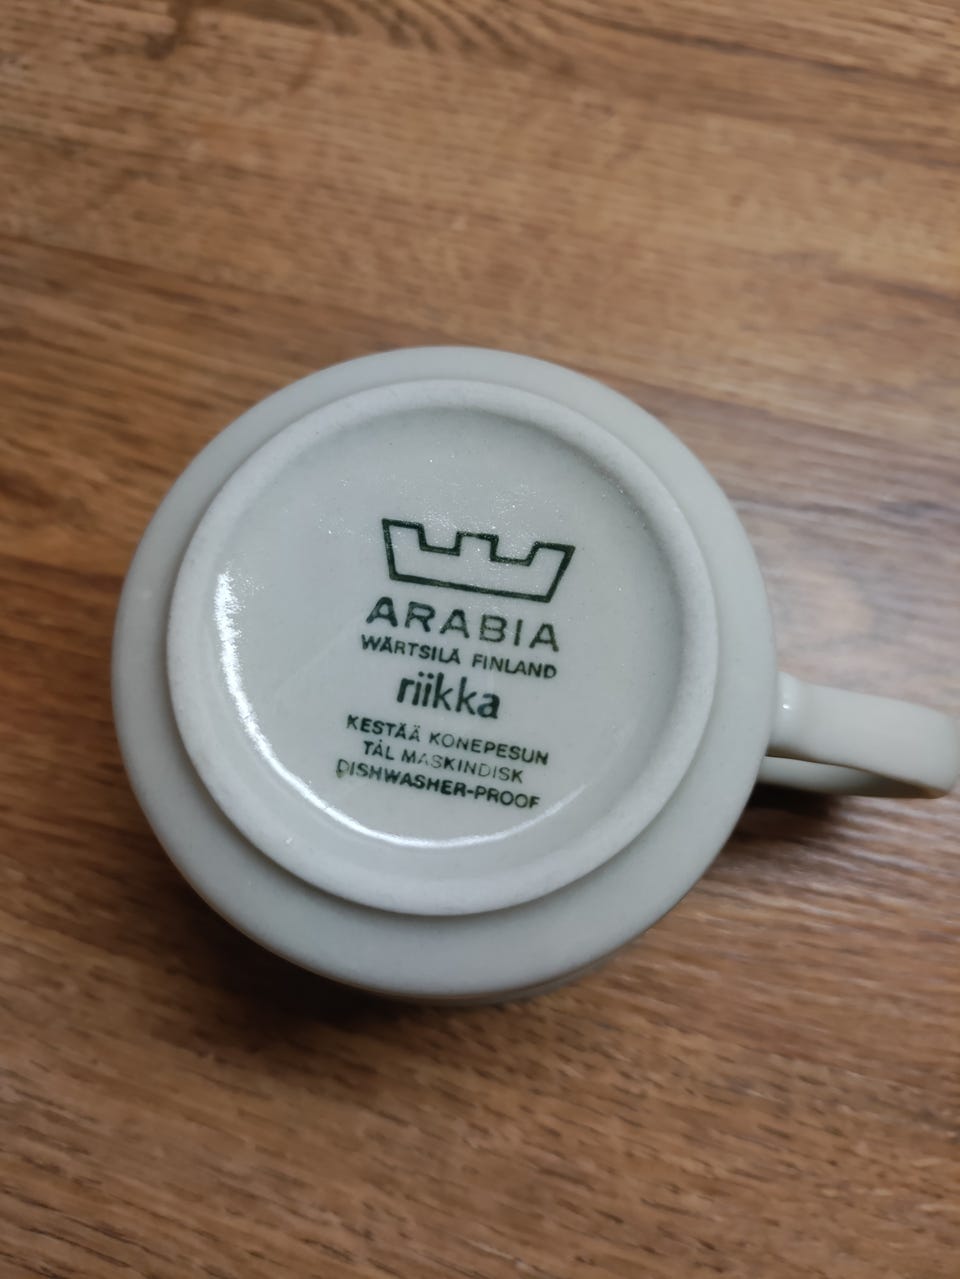 ARABIA
WÄRTSILÄ FINLAND
riikka
KESTÄÄ KONEPESUN
TÅL MASKINDISK
DISHWASHER-PROOF